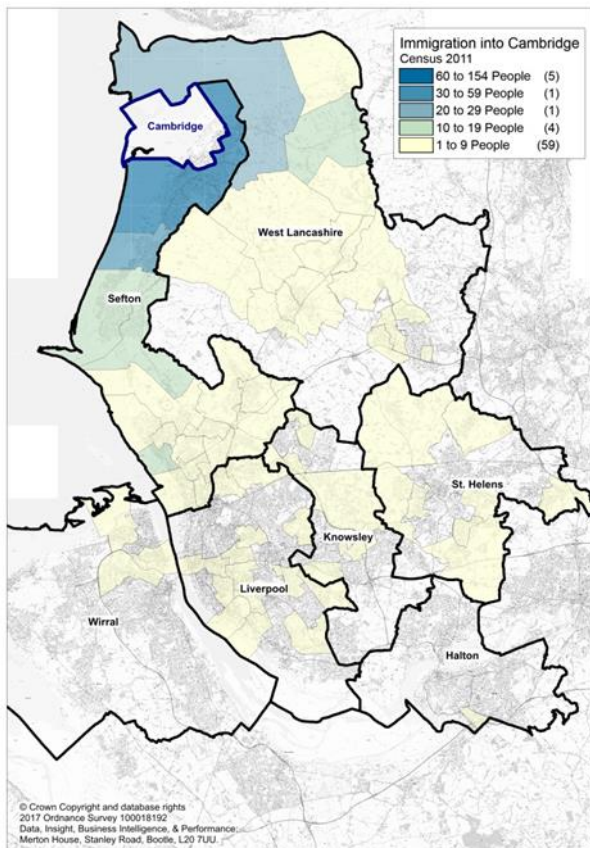 Immigration into Cambridge
Census 2011
60 to 154 People (5)
30 to 59 People (1)
20 to 29 People (1)
10 to 19 People (4)
1 to 9 People (59)
Cambridge
West Lancashire
Sefton
St. Helens
Knowsley
Liverpool
Wirral
Halton
© Crown Copyright and database rights
2017 Ordnance Survey 100018192
Data, Insight, Business Intelligence, & Performance:
Merton House, Stanley Road, Bootle, L20 7UU.